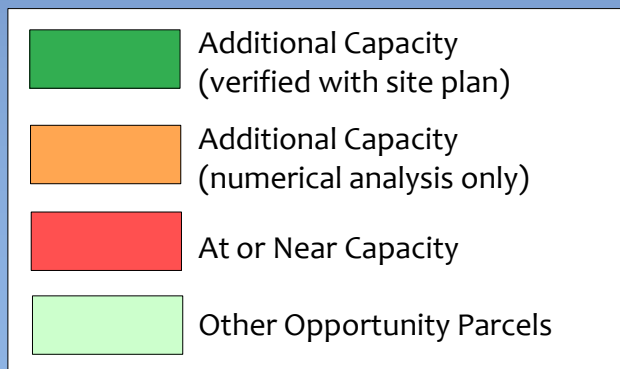 Additional Capacity
(verified with site plan)
Additional Capacity
(numerical analysis only)
At or Near Capacity
Other Opportunity Parcels